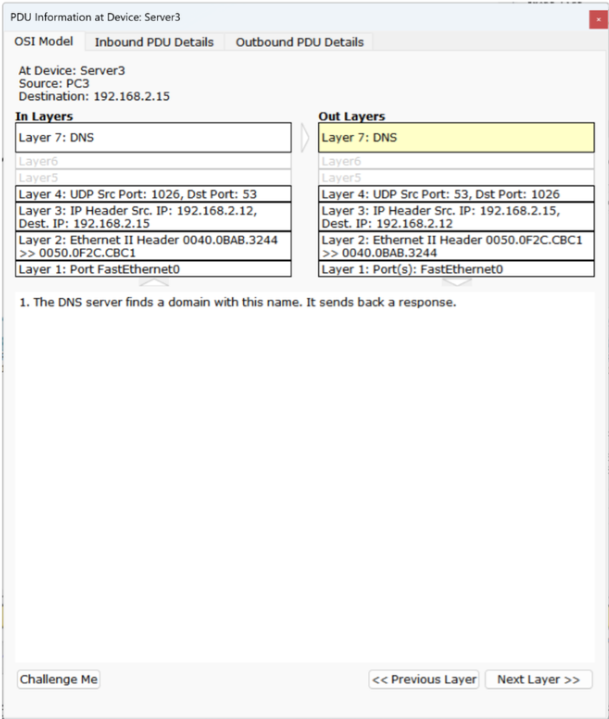 PDU Information at Device: Server3
OSI Model
Inbound PDU Details
Outbound PDU Details
At Device: Server3
Source: PC3
Destination: 192.168.2.15
In Layers
Layer 7: DNS
Layer6
Layer5
Layer 4: UDP Src Port: 1026, Dst Port: 53
Layer 3: IP Header Src. IP: 192.168.2.12,
Dest. IP: 192.168.2.15
Layer 2: Ethernet II Header 0040.0BAB.3244
>> 0050.0F2C.CBC1
Layer 1: Port FastEthernet0
Out Layers
Layer 7: DNS
Layer6
Layer5
Layer 4: UDP Src Port: 53, Dst Port: 1026
Layer 3: IP Header Src. IP: 192.168.2.15,
Dest. IP: 192.168.2.12
Layer 2: Ethernet II Header 0050.0F2C.CBC1
>> 0040.0BAB.3244
Layer 1: Port(s): FastEthernet0
1. The DNS server finds a domain with this name. It sends back a response.
Challenge Me
<< Previous Layer
Next Layer >>